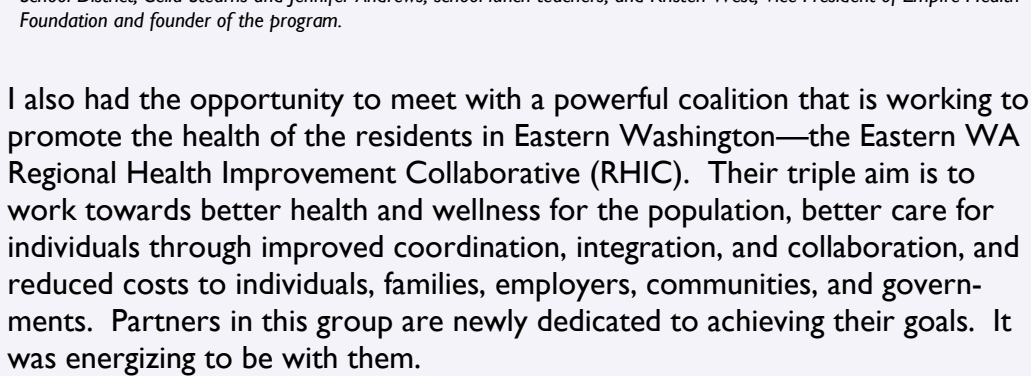 School District, Celia Stearns and Jennifer Andrews, school lunch teachers, and Kristen West, Vice President of Empire Health
Foundation and founder of the program.
I also had the opportunity to meet with a powerful coalition that is working to
promote the health of the residents in Eastern Washington—the Eastern WA
Regional Health Improvement Collaborative (RHIC).  Their triple aim is to
work towards better health and wellness for the population, better care for
individuals through improved coordination, integration, and collaboration, and
reduced costs to individuals, families, employers, communities, and govern-
ments.  Partners in this group are newly dedicated to achieving their goals.  It
was energizing to be with them.